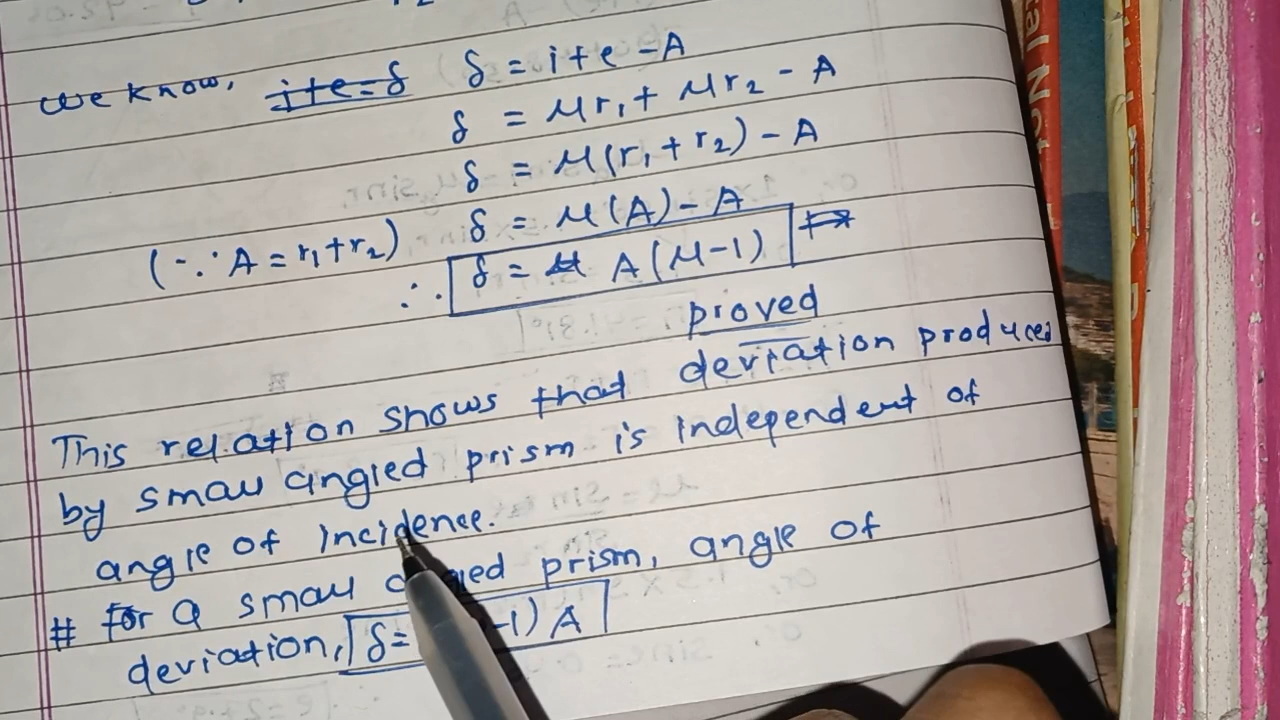 we know, i+e=δ δ = i+e-A
δ = μr₁ + μr₂ - A
δ = μ(r₁+r₂) - A
(∵ A = r₁+r₂) δ = μ(A) - A
∴ δ = A(μ-1)
proved
This relation shows that deviation produced
by small angled prism is independent of
angle of incidence.
# for a small prism, angle of
deviation, δ= -1) A